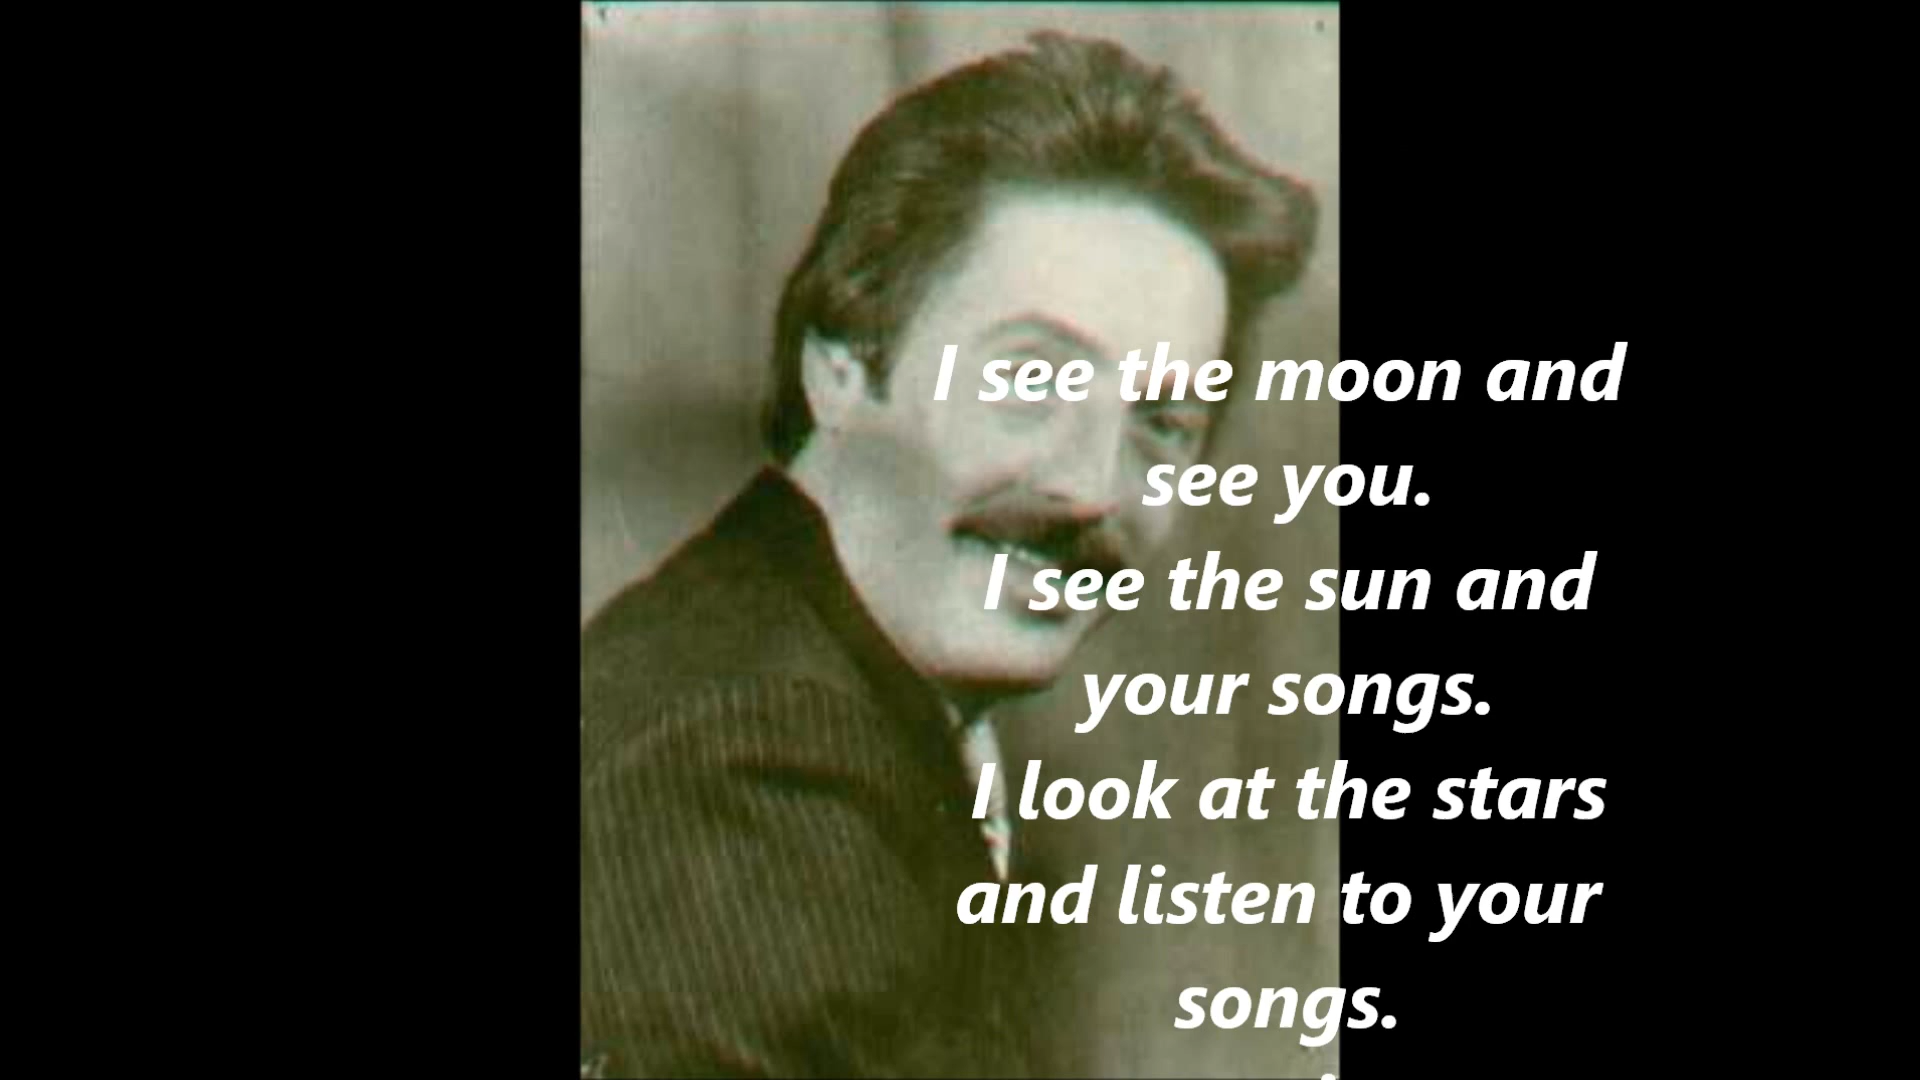 I see the moon and
see you.
I see the sun and
your songs.
I look at the stars
and listen to your
songs.